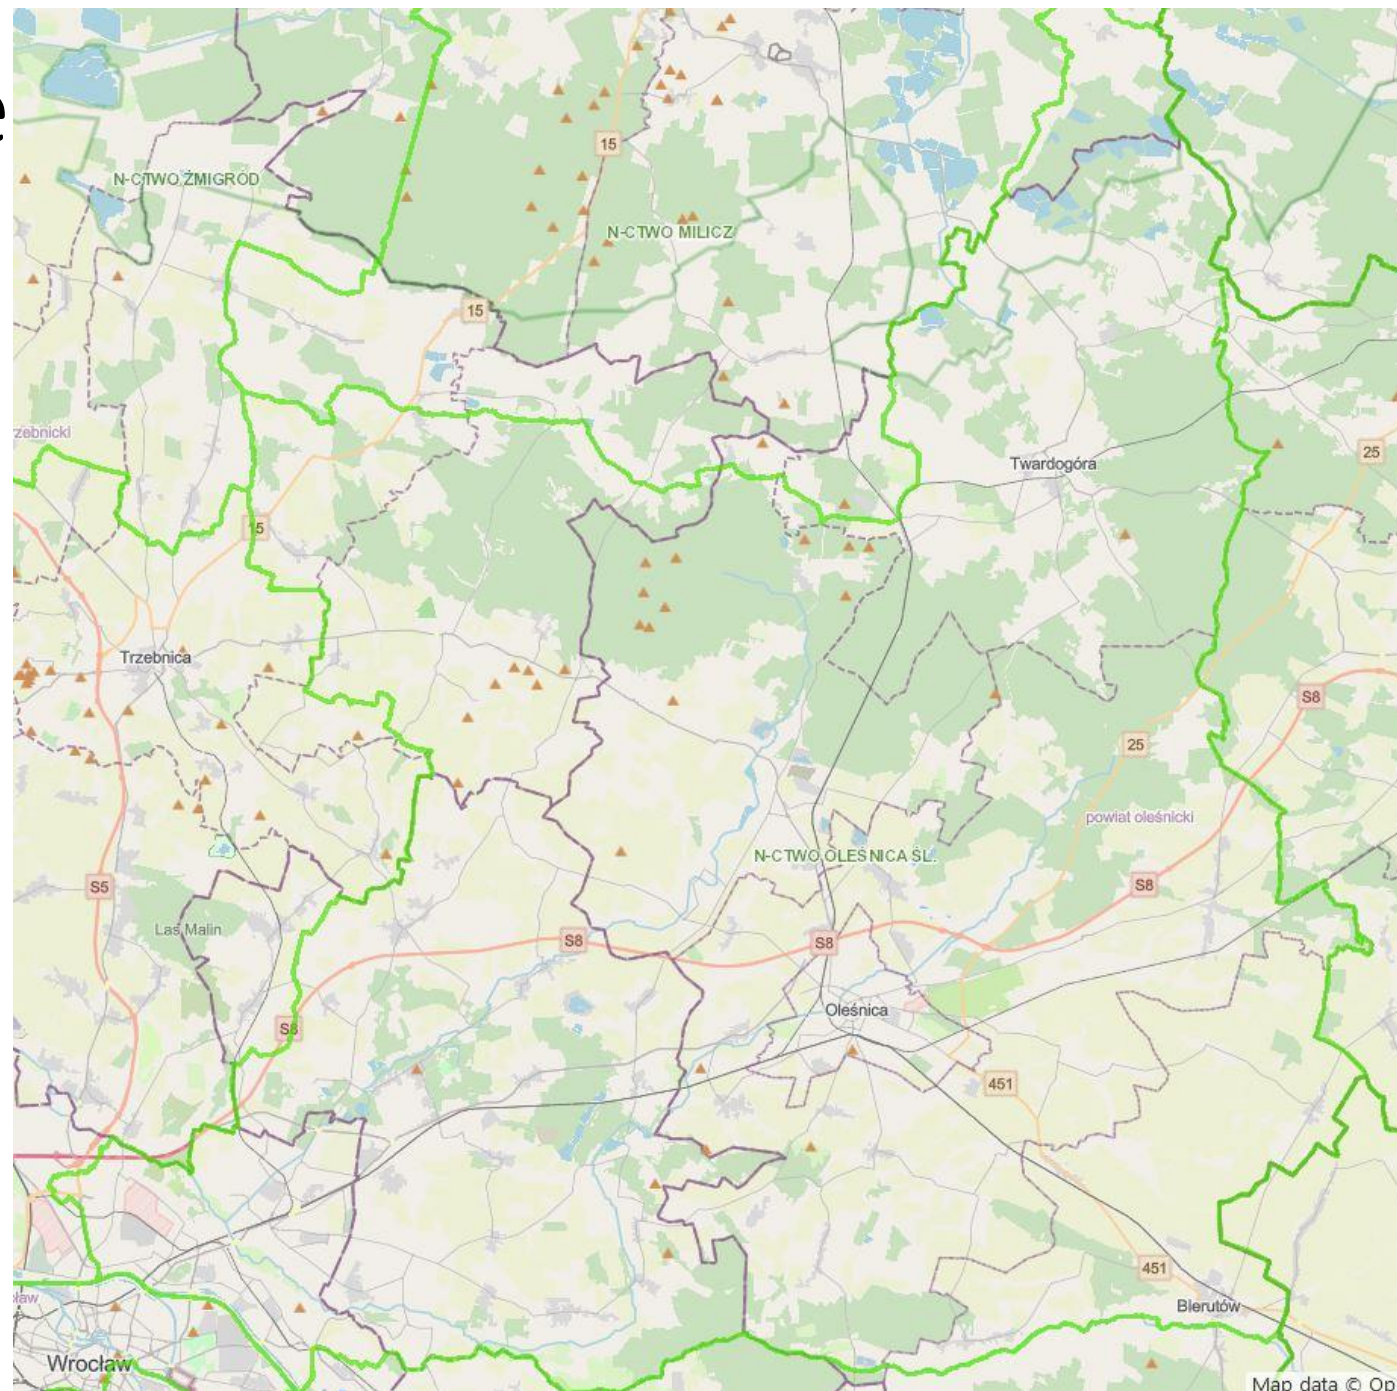 e
15
N-CTWO ŻMIGRÓD
N-CTWO MILICZ
15
zebnicki
Twardogóra
25
15
Trzebnica
S8
25
powiat oleśnicki
N-CTWO OLEŚNICA ŚL.
S5
S8
Las Malin
S8
S8
Oleśnica
S8
451
451
Bierutów
ław
Wrocław
Map data © Op